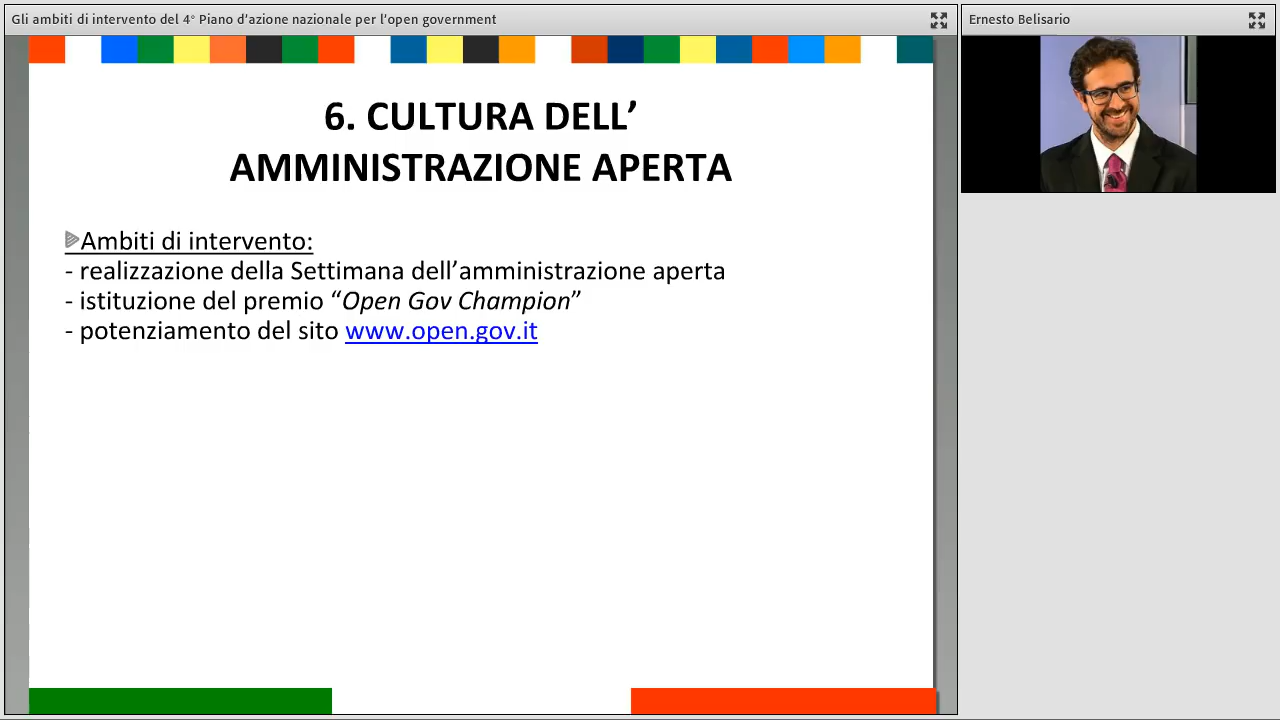 Gli ambiti di intervento del 4° Piano d'azione nazionale per l'open government
Ernesto Belisario
6. CULTURA DELL’
AMMINISTRAZIONE APERTA
Ambiti di intervento:
- realizzazione della Settimana dell’amministrazione aperta
- istituzione del premio “Open Gov Champion”
- potenziamento del sito www.open.gov.it